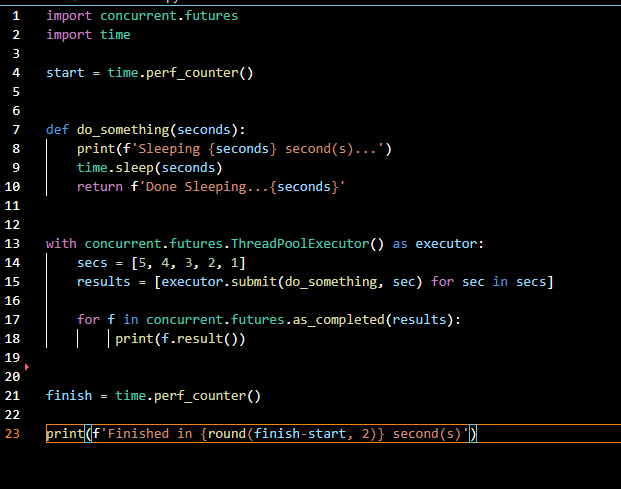 1 import concurrent.futures
2 import time
3
4 start = time.perf_counter()
5
6
7 def do_something(seconds):
8     print(f'Sleeping {seconds} second(s)...')
9     time.sleep(seconds)
10     return f'Done Sleeping...{seconds}'
11
12
13 with concurrent.futures.ThreadPoolExecutor() as executor:
14     secs = [5, 4, 3, 2, 1]
15     results = [executor.submit(do_something, sec) for sec in secs]
16
17     for f in concurrent.futures.as_completed(results):
18         print(f.result())
19
20
21 finish = time.perf_counter()
22
23 print(f'Finished in {round(finish-start, 2)} second(s)')